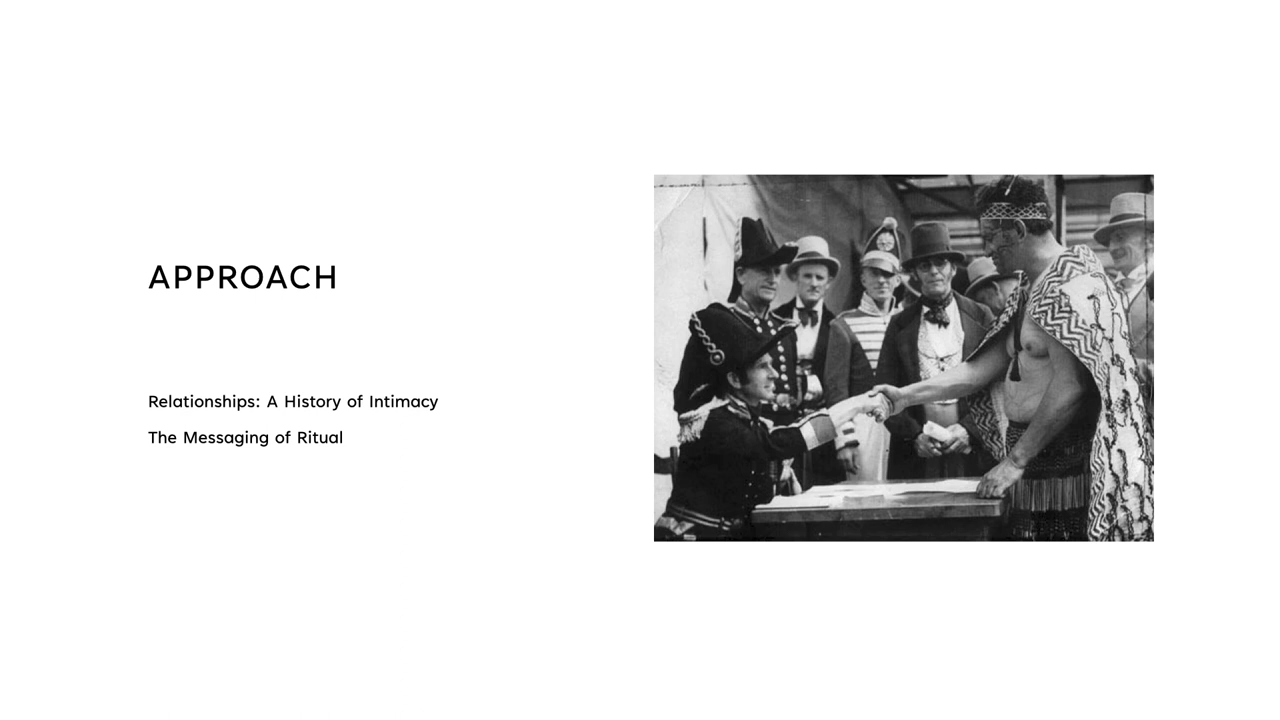 APPROACH
Relationships: A History of Intimacy
The Messaging of Ritual